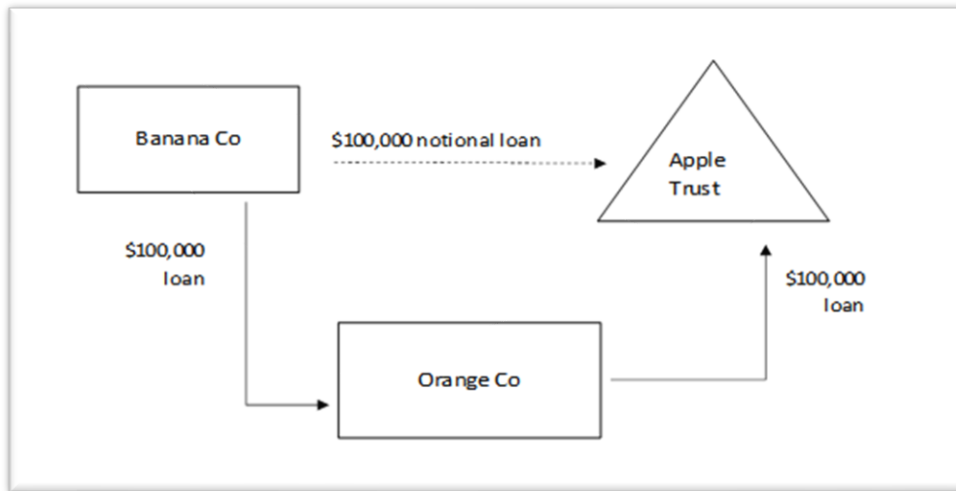 Banana Co
$100,000 notional loan
Apple
Trust
$100,000
loan
$100,000
loan
Orange Co